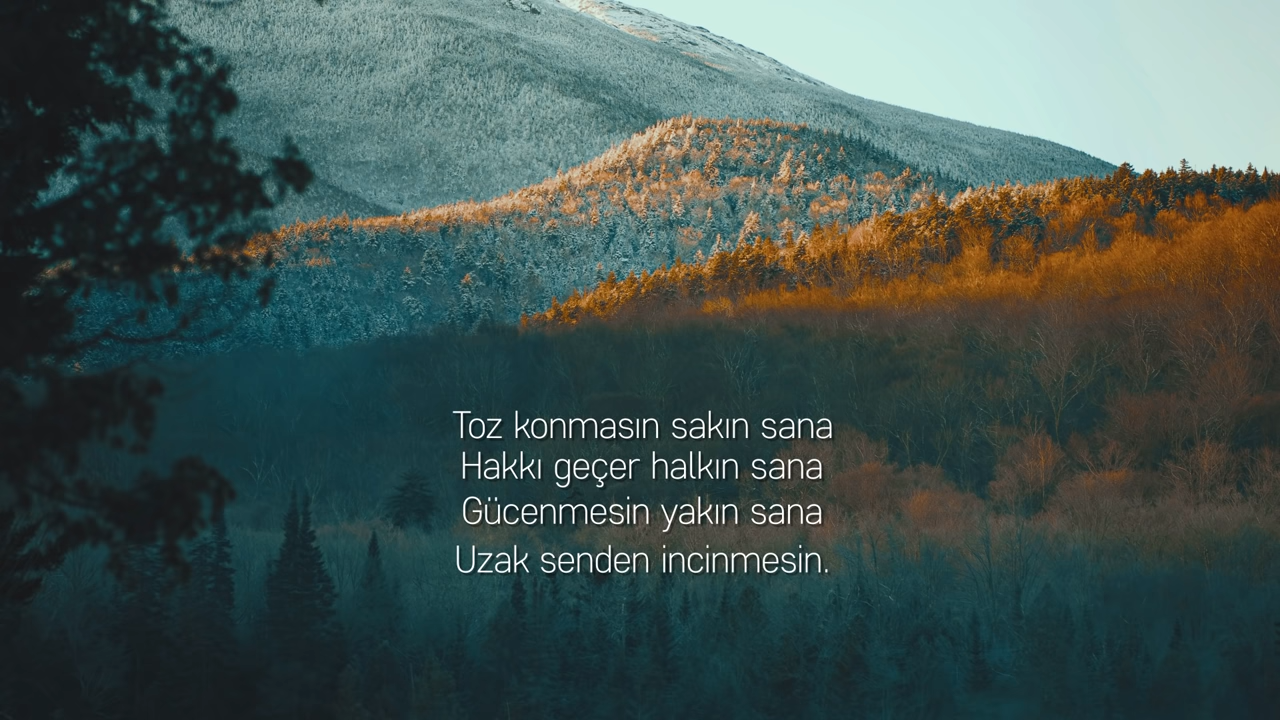 Toz konmasın sakın sana
Hakkı geçer halkın sana
Gücenmesin yakın sana
Uzak senden incinmesin.